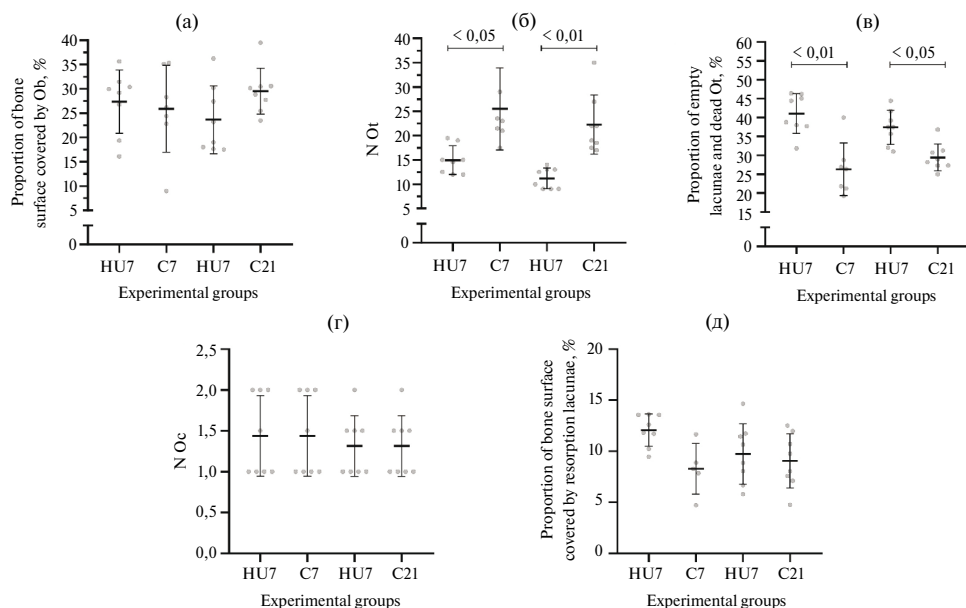 (а)
Proportion of bone
surface covered by Ob, %
40
35
30
25
20
15
10
5
0
HU7 C7 HU7 C21
Experimental groups
(б)
N Ot
40
35
30
25
20
15
10
5
0
< 0,05 < 0,01
HU7 C7 HU7 C21
Experimental groups
(в)
Proportion of empty
lacunae and dead Ot, %
60
55
50
45
40
35
30
25
20
15
10
0
< 0,01 < 0,05
HU7 C7 HU7 C21
Experimental groups
(г)
N Oc
2,5
2,0
1,5
1,0
0,5
0,0
HU7 C7 HU7 C21
Experimental groups
(д)
Proportion of bone surface
covered by resorption lacunae, %
20
15
10
5
0
HU7 C7 HU7 C21
Experimental groups